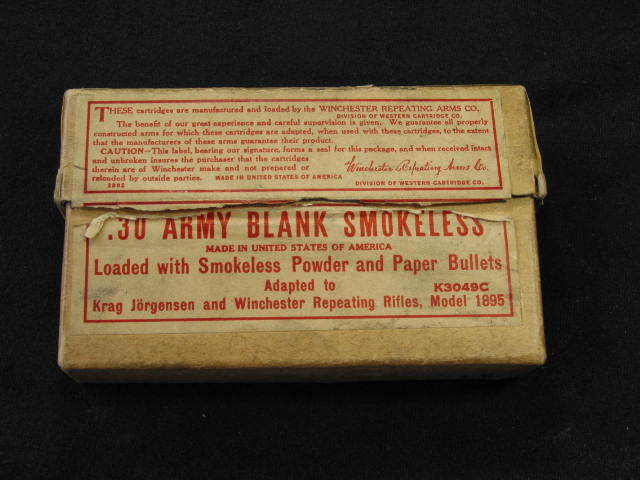 THESE cartridges are manufactured and loaded by the WINCHESTER REPEATING ARMS CO.,
DIVISION OF WESTERN CARTRIDGE CO.
The benefit of our great experience and careful supervision is given. We guarantee all properly
constructed arms for which these cartridges are adapted, when used with these cartridges, to the extent
that the manufacturers of these arms guarantee their product.
CAUTION—This label, bearing our signature, forms a seal for this package, and when received intact
and unbroken insures the purchaser that the cartridges
therein are of Winchester make and not prepared or
reloaded by outside parties. MADE IN UNITED STATES OF AMERICA
Winchester Repeating Arms Co.
2882 DIVISION OF WESTERN CARTRIDGE CO.
.30 ARMY BLANK SMOKELESS
MADE IN UNITED STATES OF AMERICA
Loaded with Smokeless Powder and Paper Bullets
Adapted to K3049C
Krag Jörgensen and Winchester Repeating Rifles, Model 1895